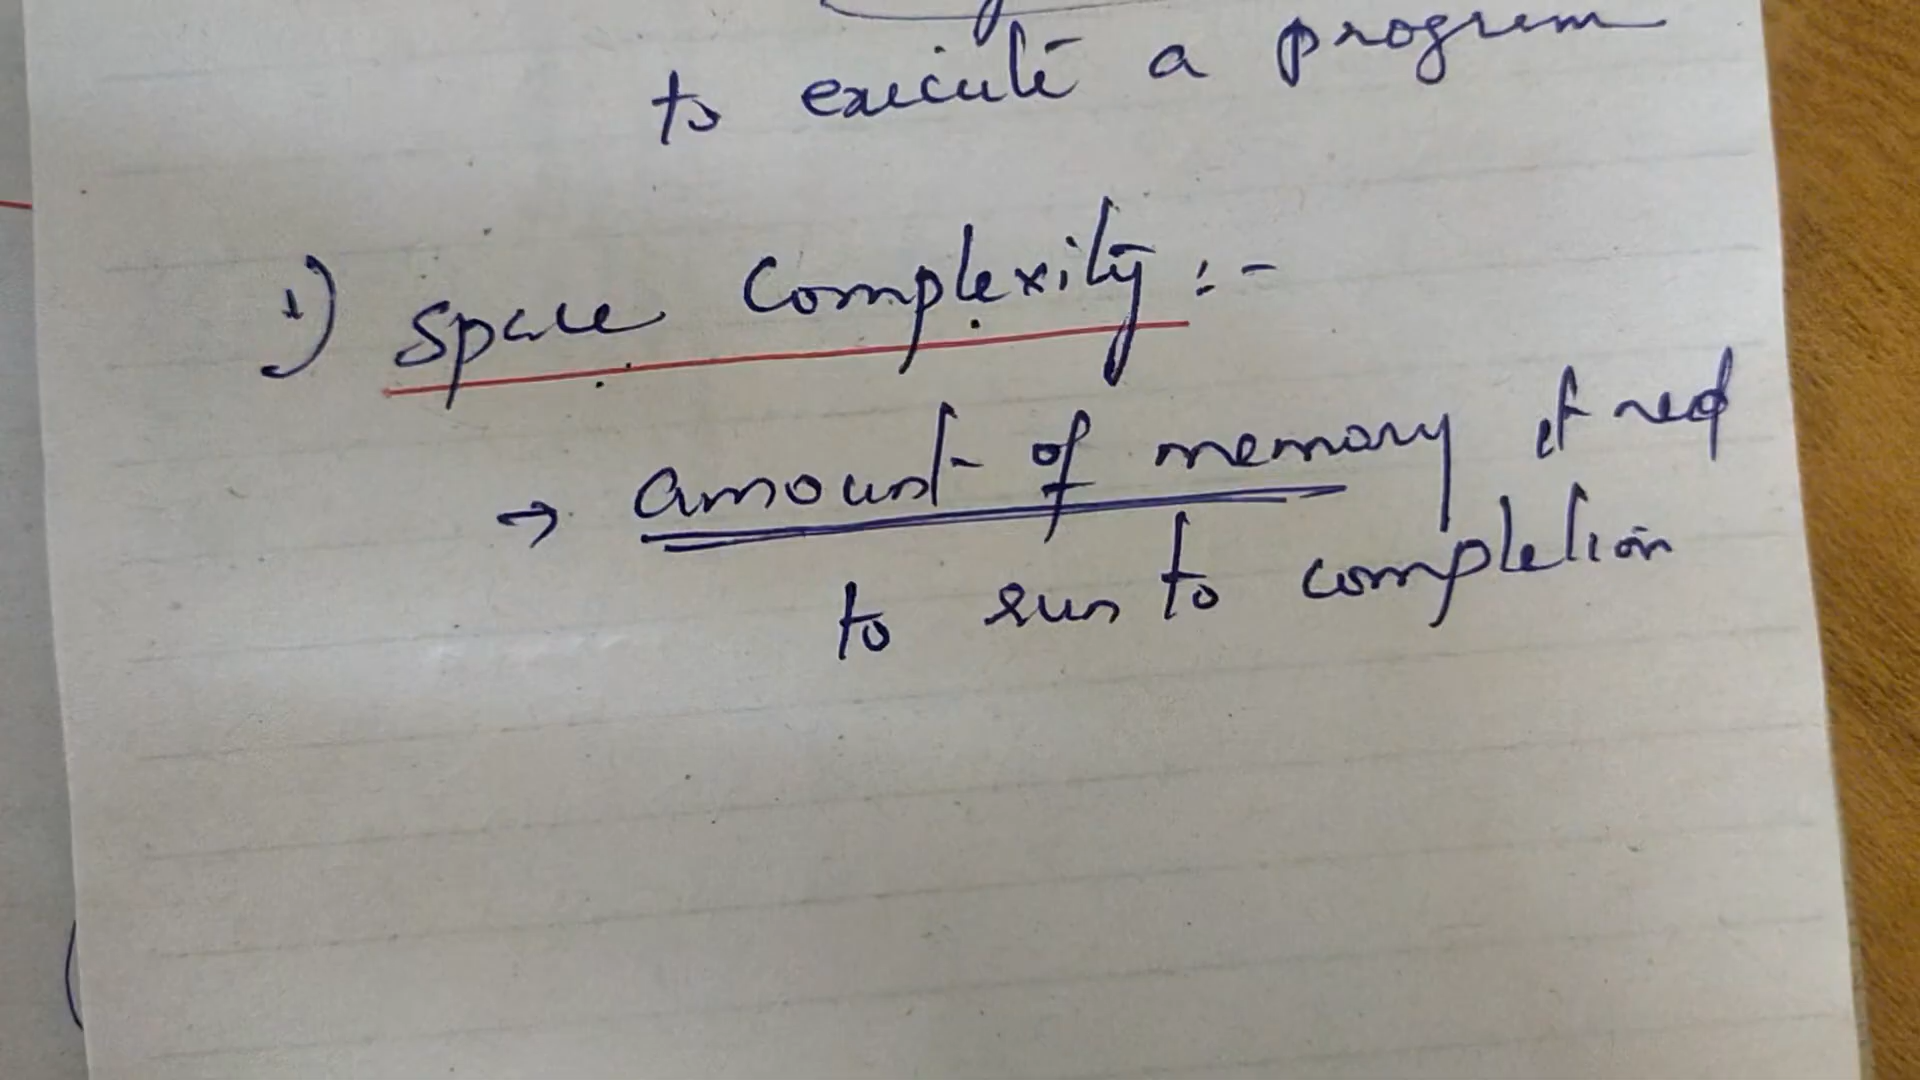 to execute a program
1) Space Complexity :-
→ amount of memory it req
to run to completion